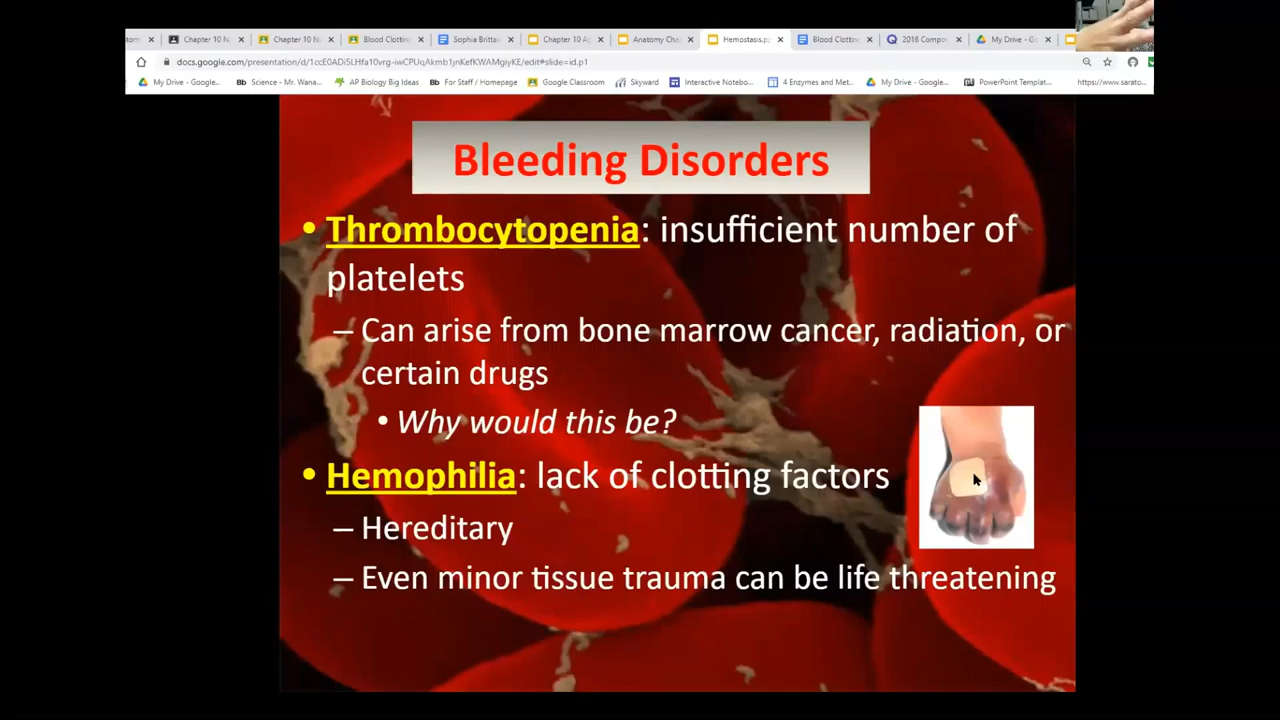 Chapter 10 N
Chapter 10 N
Blood Clottin
Sophia Britta
Chapter 10 A
Anatomy Cha
Hemostasis.p
Blood Clottin
2016 Compo
My Drive - G
docs.google.com/presentation/d/
/edit#slide=id.p1
My Drive - Google...
Science - Mr. Wana...
AP Biology Big Ideas
For Staff / Homepage
Google Classroom
Skyward
Interactive Notebo...
4 Enzymes and Met...
My Drive - Google...
PowerPoint Templat...
https://www.sarato
Bleeding Disorders
• Thrombocytopenia: insufficient number of
platelets
– Can arise from bone marrow cancer, radiation, or
certain drugs
• Why would this be?
• Hemophilia: lack of clotting factors
– Hereditary
– Even minor tissue trauma can be life threatening